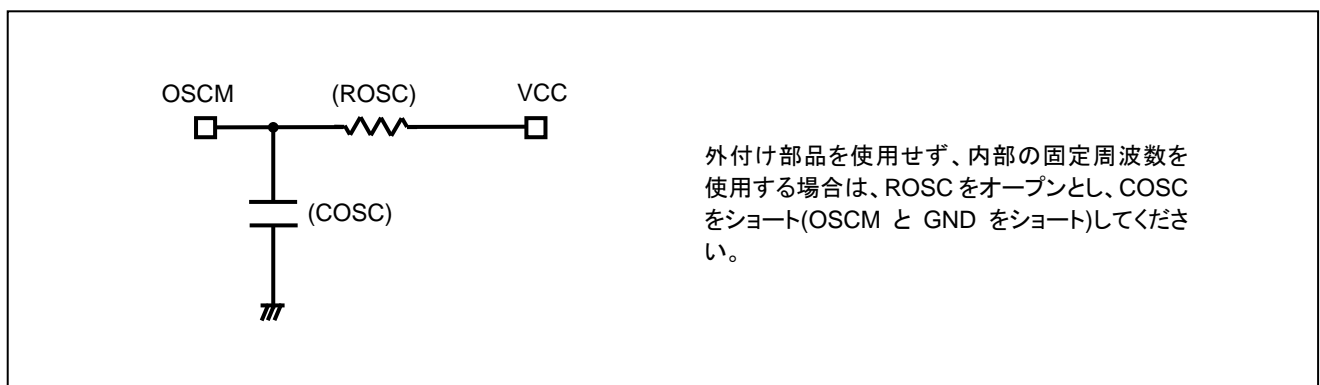 OSCM (ROSC) VCC
(COSC)
外付け部品を使用せず、内部の固定周波数を
使用する場合は、ROSC をオープンとし、COSC
をショート(OSCM と GND をショート)してくださ
い。